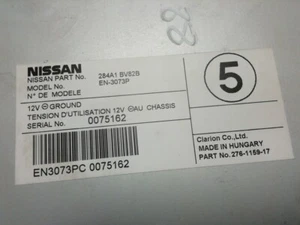 NISSAN
NISSAN PART No. 284A1 BV82B
MODEL No EN-3073P
N° DE MODELE
12V ⊖ GROUND
TENSION D'UTILISATION 12V ⊖ AU CHASSIS
SERIAL No. 0075162
EN3073PC 0075162
5
Clarion Co.,Ltd.
MADE IN HUNGARY
PART No. 276-1159-17